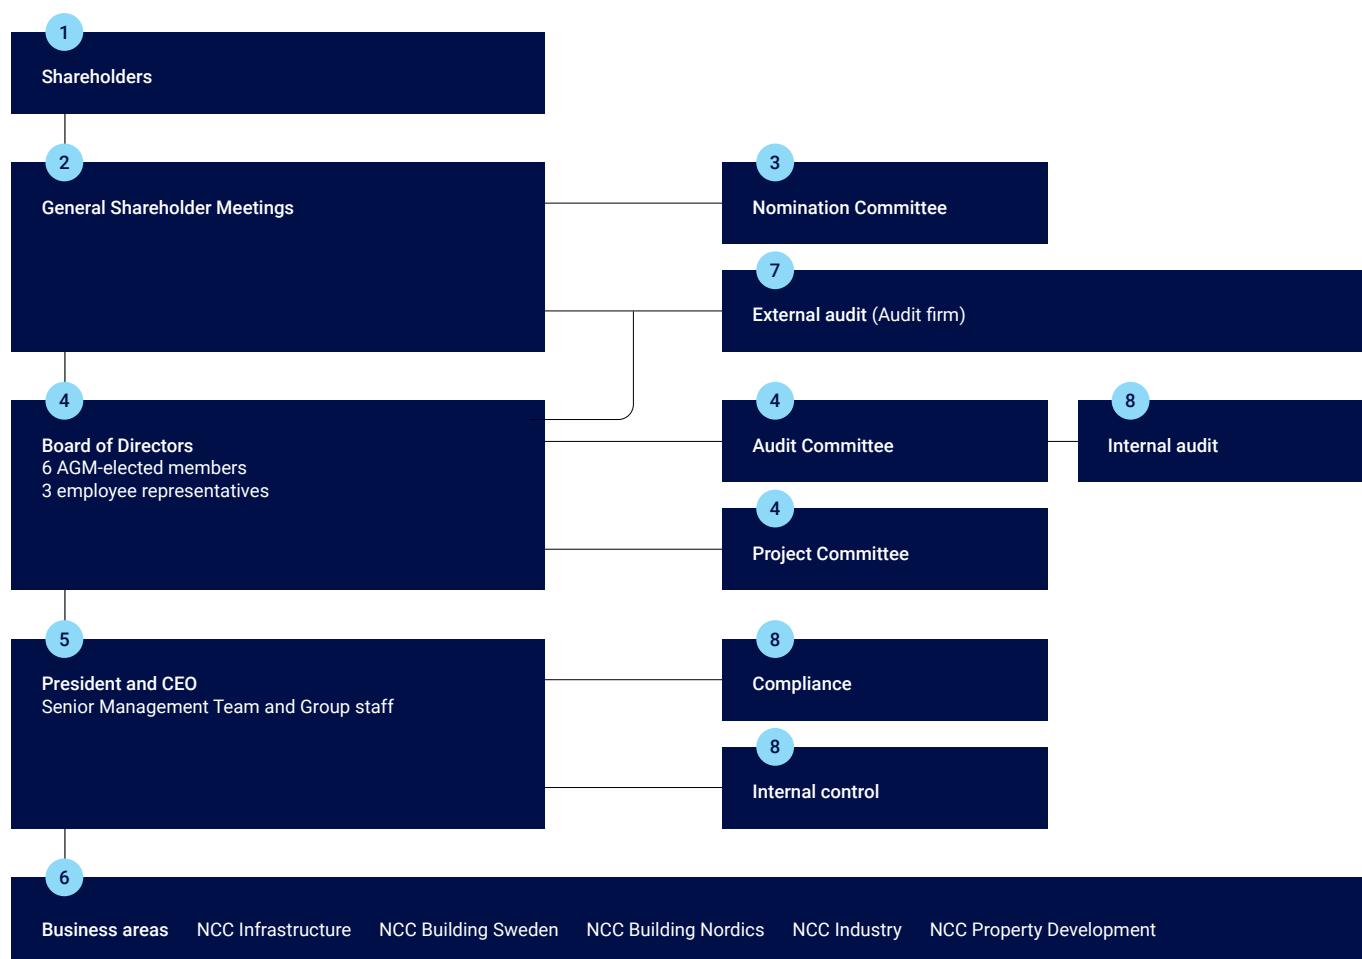 1
Shareholders
2
General Shareholder Meetings
3
Nomination Committee
7
External audit (Audit firm)
4
Board of Directors
6 AGM-elected members
3 employee representatives
4
Audit Committee
8
Internal audit
4
Project Committee
5
President and CEO
Senior Management Team and Group staff
8
Compliance
8
Internal control
6
Business areas NCC Infrastructure NCC Building Sweden NCC Building Nordics NCC Industry NCC Property Development